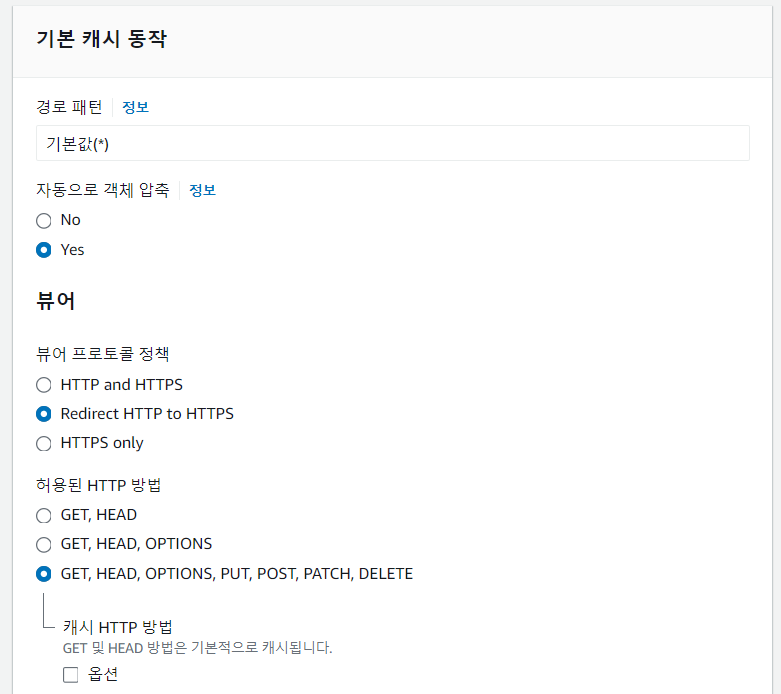 기본 캐시 동작
경로 패턴 정보
기본값(*)
자동으로 객체 압축 정보
No
Yes
뷰어
뷰어 프로토콜 정책
HTTP and HTTPS
Redirect HTTP to HTTPS
HTTPS only
허용된 HTTP 방법
GET, HEAD
GET, HEAD, OPTIONS
GET, HEAD, OPTIONS, PUT, POST, PATCH, DELETE
캐시 HTTP 방법
GET 및 HEAD 방법은 기본적으로 캐시됩니다.
옵션